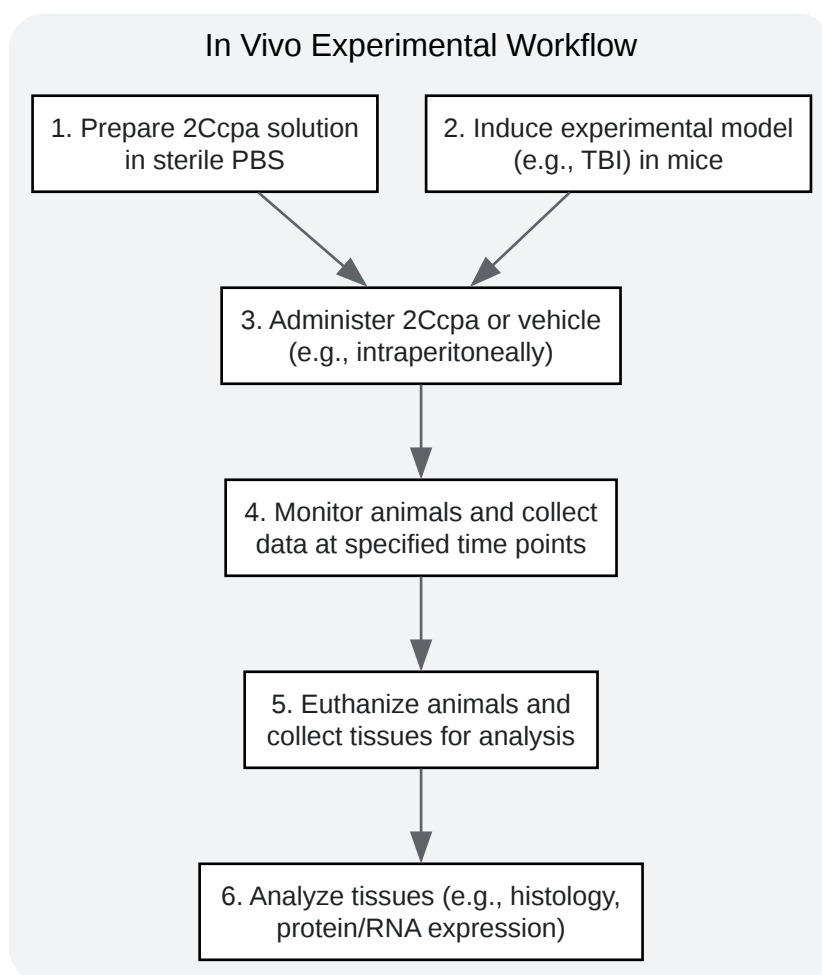 In Vivo Experimental Workflow
1. Prepare 2Ccpa solution
in sterile PBS
2. Induce experimental model
(e.g., TBI) in mice
3. Administer 2Ccpa or vehicle
(e.g., intraperitoneally)
4. Monitor animals and collect
data at specified time points
5. Euthanize animals and
collect tissues for analysis
6. Analyze tissues (e.g., histology,
protein/RNA expression)